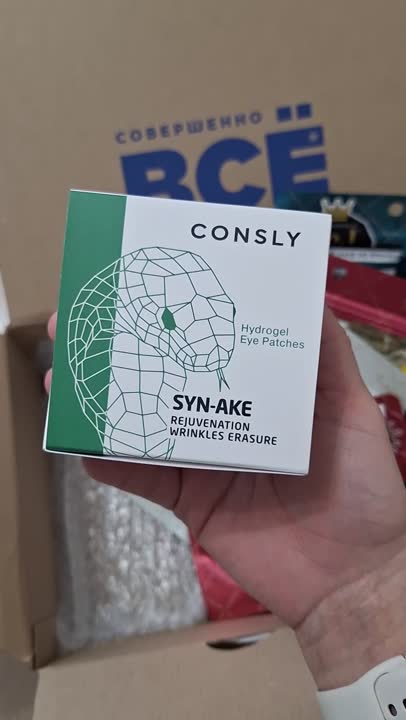 СОВЕРШЕННО
ВСЁ
CONSLY
Hydrogel
Eye Patches
SYN-AKE
REJUVENATION
WRINKLES ERASURE